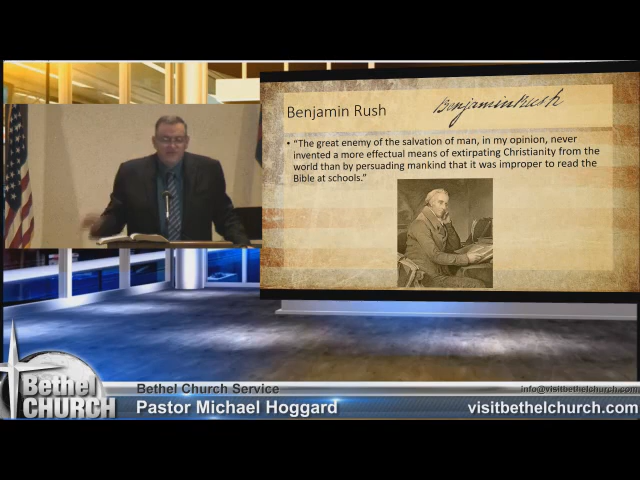 Benjamin Rush
Benjamin Rush
• “The great enemy of the salvation of man, in my opinion, never
invented a more effectual means of extirpating Christianity from the
world than by persuading mankind that it was improper to read the
Bible at schools.”
Bethel
CHURCH
Bethel Church Service
info@visitbethelchurch.com
Pastor Michael Hoggard
visitbethelchurch.com